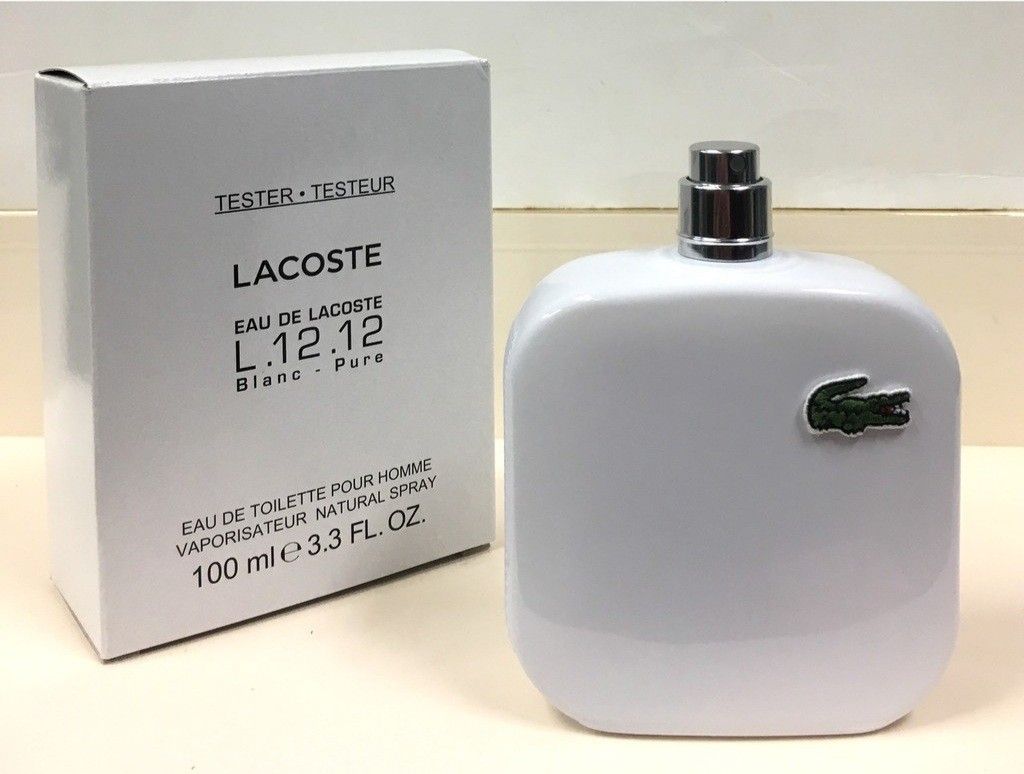 TESTER • TESTEUR
LACOSTE
EAU DE LACOSTE
L.12.12
Blanc - Pure
EAU DE TOILETTE POUR HOMME
VAPORISATEUR NATURAL SPRAY
100 ml ℮ 3.3 FL. OZ.